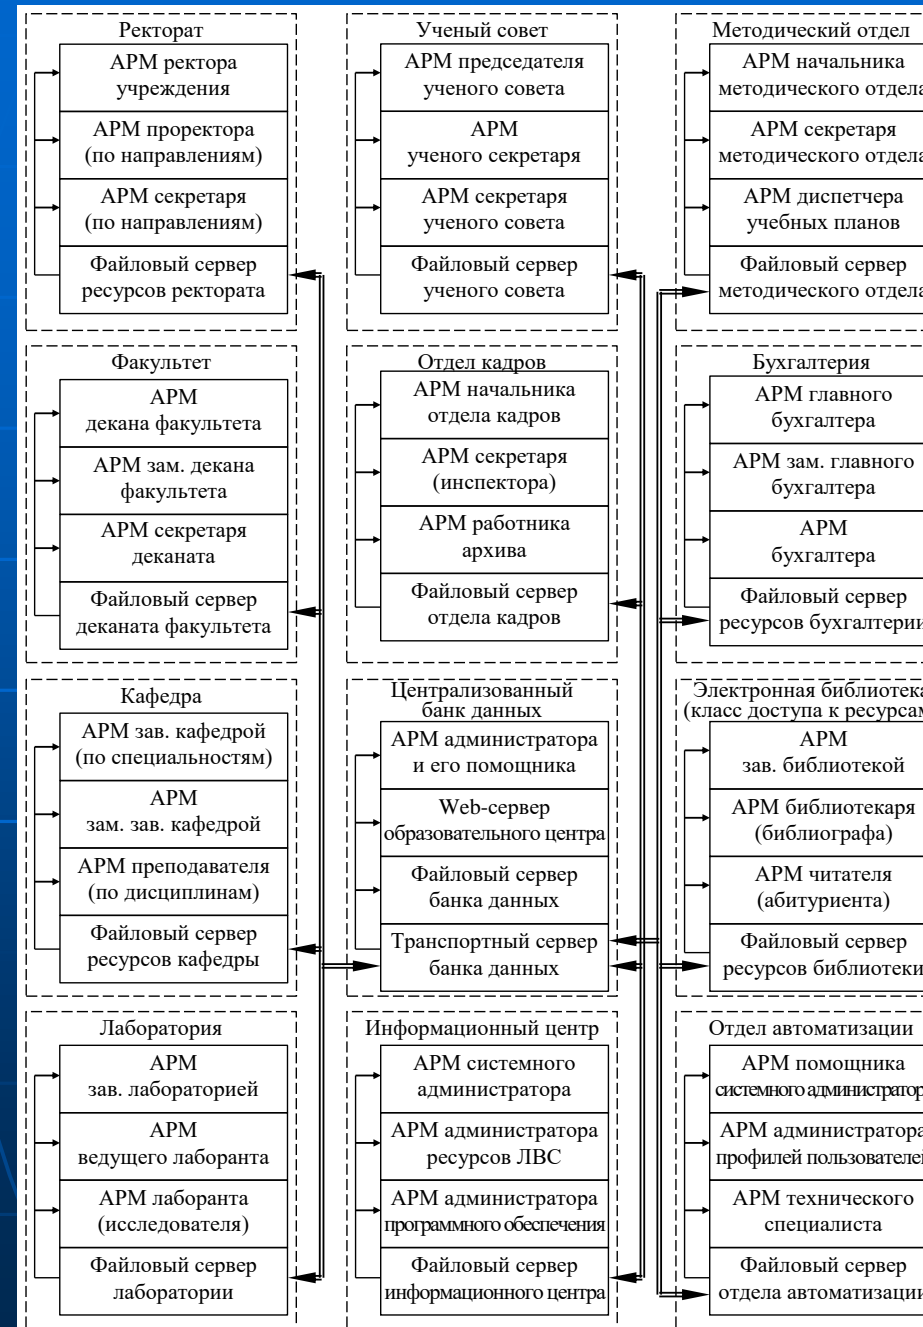 Ректорат
АРМ ректора
учреждения
АРМ проректора
(по направлениям)
АРМ секретаря
(по направлениям)
Файловый сервер
ресурсов ректората
Ученый совет
АРМ председателя
ученого совета
АРМ
ученого секретаря
АРМ секретаря
ученого совета
Файловый сервер
ученого совета
Методический отдел
АРМ начальника
методического отдела
АРМ секретаря
методического отдела
АРМ диспетчера
учебных планов
Файловый сервер
методического отдела
Факультет
АРМ
декана факультета
АРМ зам. декана
факультета
АРМ секретаря
деканата
Файловый сервер
деканата факультета
Отдел кадров
АРМ начальника
отдела кадров
АРМ секретаря
(инспектора)
АРМ работника
архива
Файловый сервер
отдела кадров
Бухгалтерия
АРМ главного
бухгалтера
АРМ зам. главного
бухгалтера
АРМ
бухгалтера
Файловый сервер
ресурсов бухгалтерии
Кафедра
АРМ зав. кафедрой
(по специальностям)
АРМ
зам. зав. кафедрой
АРМ преподавателя
(по дисциплинам)
Файловый сервер
ресурсов кафедры
Централизованный
банк данных
АРМ администратора
и его помощника
Web-сервер
образовательного центра
Файловый сервер
банка данных
Транспортный сервер
банка данных
Электронная библиотека
(класс доступа к ресурсам
АРМ
зав. библиотекой
АРМ библиотекаря
(библиографа)
АРМ читателя
(абитуриента)
Файловый сервер
ресурсов библиотеки
Лаборатория
АРМ
зав. лабораторией
АРМ
ведущего лаборанта
АРМ лаборанта
(исследователя)
Файловый сервер
лаборатории
Информационный центр
АРМ системного
администратора
АРМ администратора
ресурсов ЛВС
АРМ администратора
программного обеспечения
Файловый сервер
информационного центра
Отдел автоматизации
АРМ помощника
системного администратор
АРМ администратора
профилей пользователей
АРМ технического
специалиста
Файловый сервер
отдела автоматизации